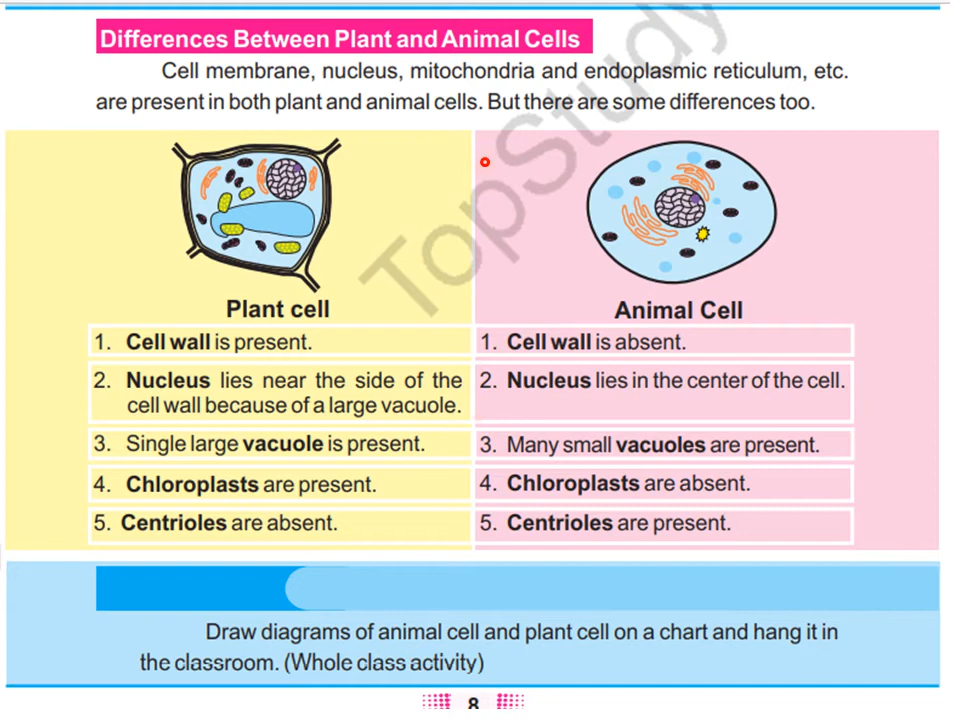 Differences Between Plant and Animal Cells
Cell membrane, nucleus, mitochondria and endoplasmic reticulum, etc.
are present in both plant and animal cells. But there are some differences too.
TopStudy
Plant cell
Animal Cell
1. Cell wall is present.
1. Cell wall is absent.
2. Nucleus lies near the side of the
cell wall because of a large vacuole.
2. Nucleus lies in the center of the cell.
3. Single large vacuole is present.
3. Many small vacuoles are present.
4. Chloroplasts are present.
4. Chloroplasts are absent.
5. Centrioles are absent.
5. Centrioles are present.
Draw diagrams of animal cell and plant cell on a chart and hang it in
the classroom. (Whole class activity)
8